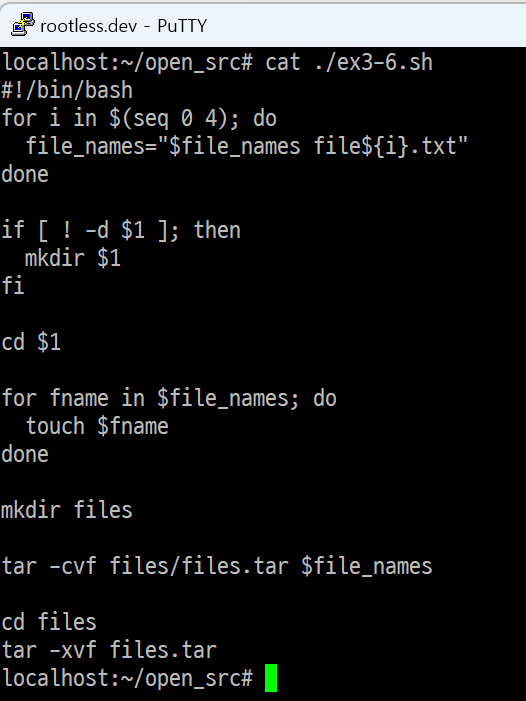 rootless.dev - PuTTY
localhost:~/open_src# cat ./ex3-6.sh
#!/bin/bash
for i in $(seq 0 4); do
  file_names="$file_names file${i}.txt"
done

if [ ! -d $1 ]; then
  mkdir $1
fi

cd $1

for fname in $file_names; do
  touch $fname
done

mkdir files

tar -cvf files/files.tar $file_names

cd files
tar -xvf files.tar
localhost:~/open_src#